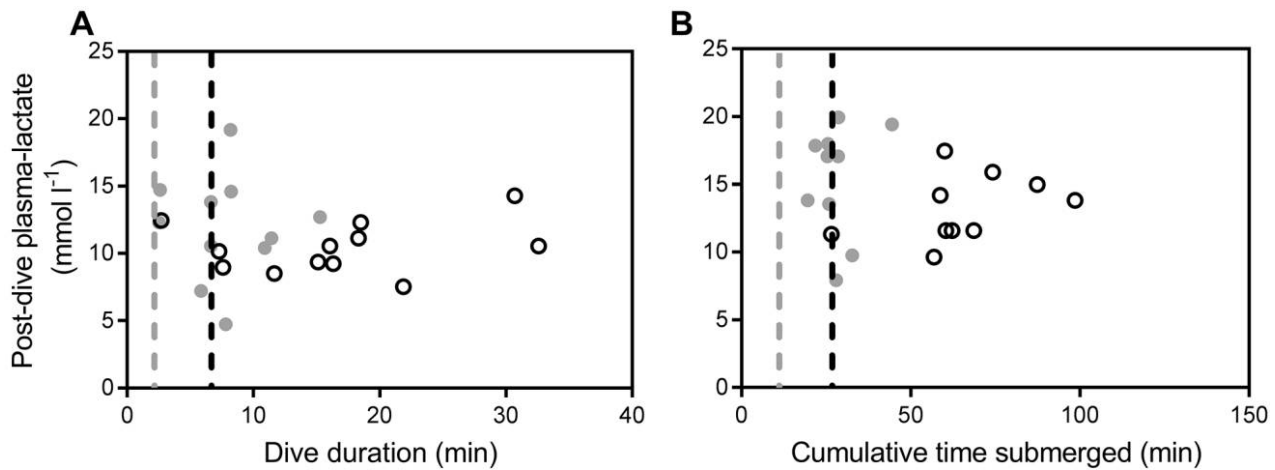 A
B
Post-dive plasma-lactate
(mmol l⁻¹)
25
20
15
10
5
0
0 10 20 30 40
Dive duration (min)
25
20
15
10
5
0
0 50 100 150
Cumulative time submerged (min)